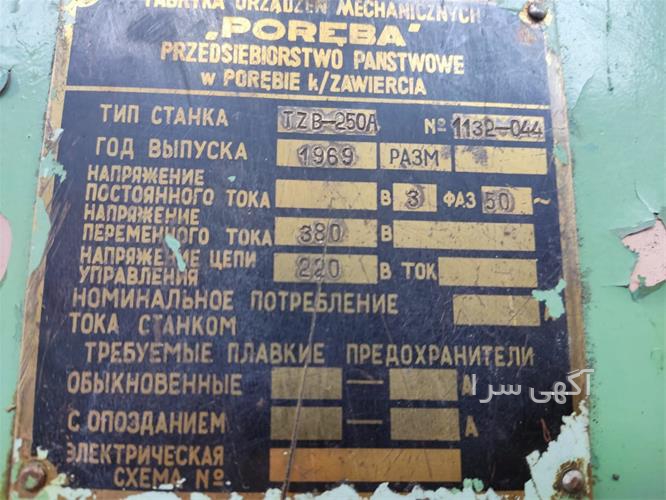 FABRYKA URZĄDZEŃ MECHANICZNYCH
„PORĘBA"
PRZEDSIEBIORSTWO PAŃSTWOWE
W PORĘBIE k/ZAWIERCIA
ТИП СТАНКА TZB-250A № 1132-044
ГОД ВЫПУСКА 1969 РАЗМ
НАПРЯЖЕНИЕ
ПОСТОЯННОГО ТОКА В 3 ФАЗ 50 ~
НАПРЯЖЕНИЕ
ПЕРЕМЕННОГО ТОКА 380 В
НАПРЯЖЕНИЕ ЦЕПИ
УПРАВЛЕНИЯ 220 В ТОК
НОМИНАЛЬНОЕ ПОТРЕБЛЕНИЕ
ТОКА СТАНКОМ
ТРЕБУЕМЫЕ ПЛАВКИЕ ПРЕДОХРАНИТЕЛИ
ОБЫКНОВЕННЫЕ — А
С ОПОЗДАНИЕМ — А
ЭЛЕКТРИЧЕСКАЯ
СХЕМА №
آگهی سرا